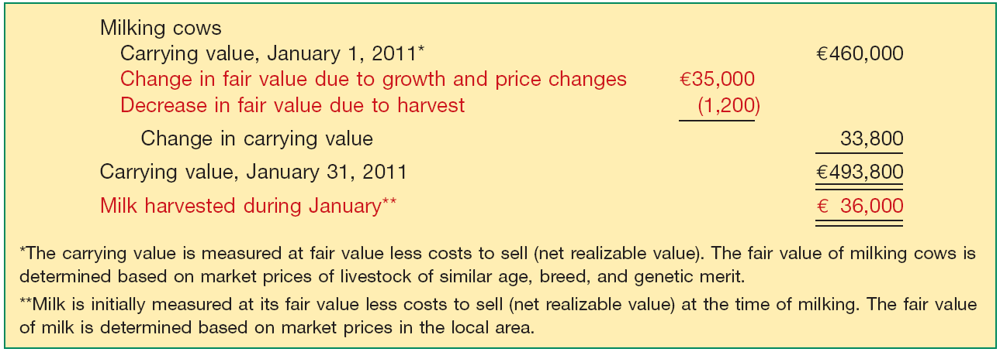 Milking cows
Carrying value, January 1, 2011* €460,000
Change in fair value due to growth and price changes €35,000
Decrease in fair value due to harvest (1,200)
Change in carrying value 33,800
Carrying value, January 31, 2011 €493,800
Milk harvested during January** € 36,000
*The carrying value is measured at fair value less costs to sell (net realizable value). The fair value of milking cows is
determined based on market prices of livestock of similar age, breed, and genetic merit.
**Milk is initially measured at its fair value less costs to sell (net realizable value) at the time of milking. The fair value
of milk is determined based on market prices in the local area.